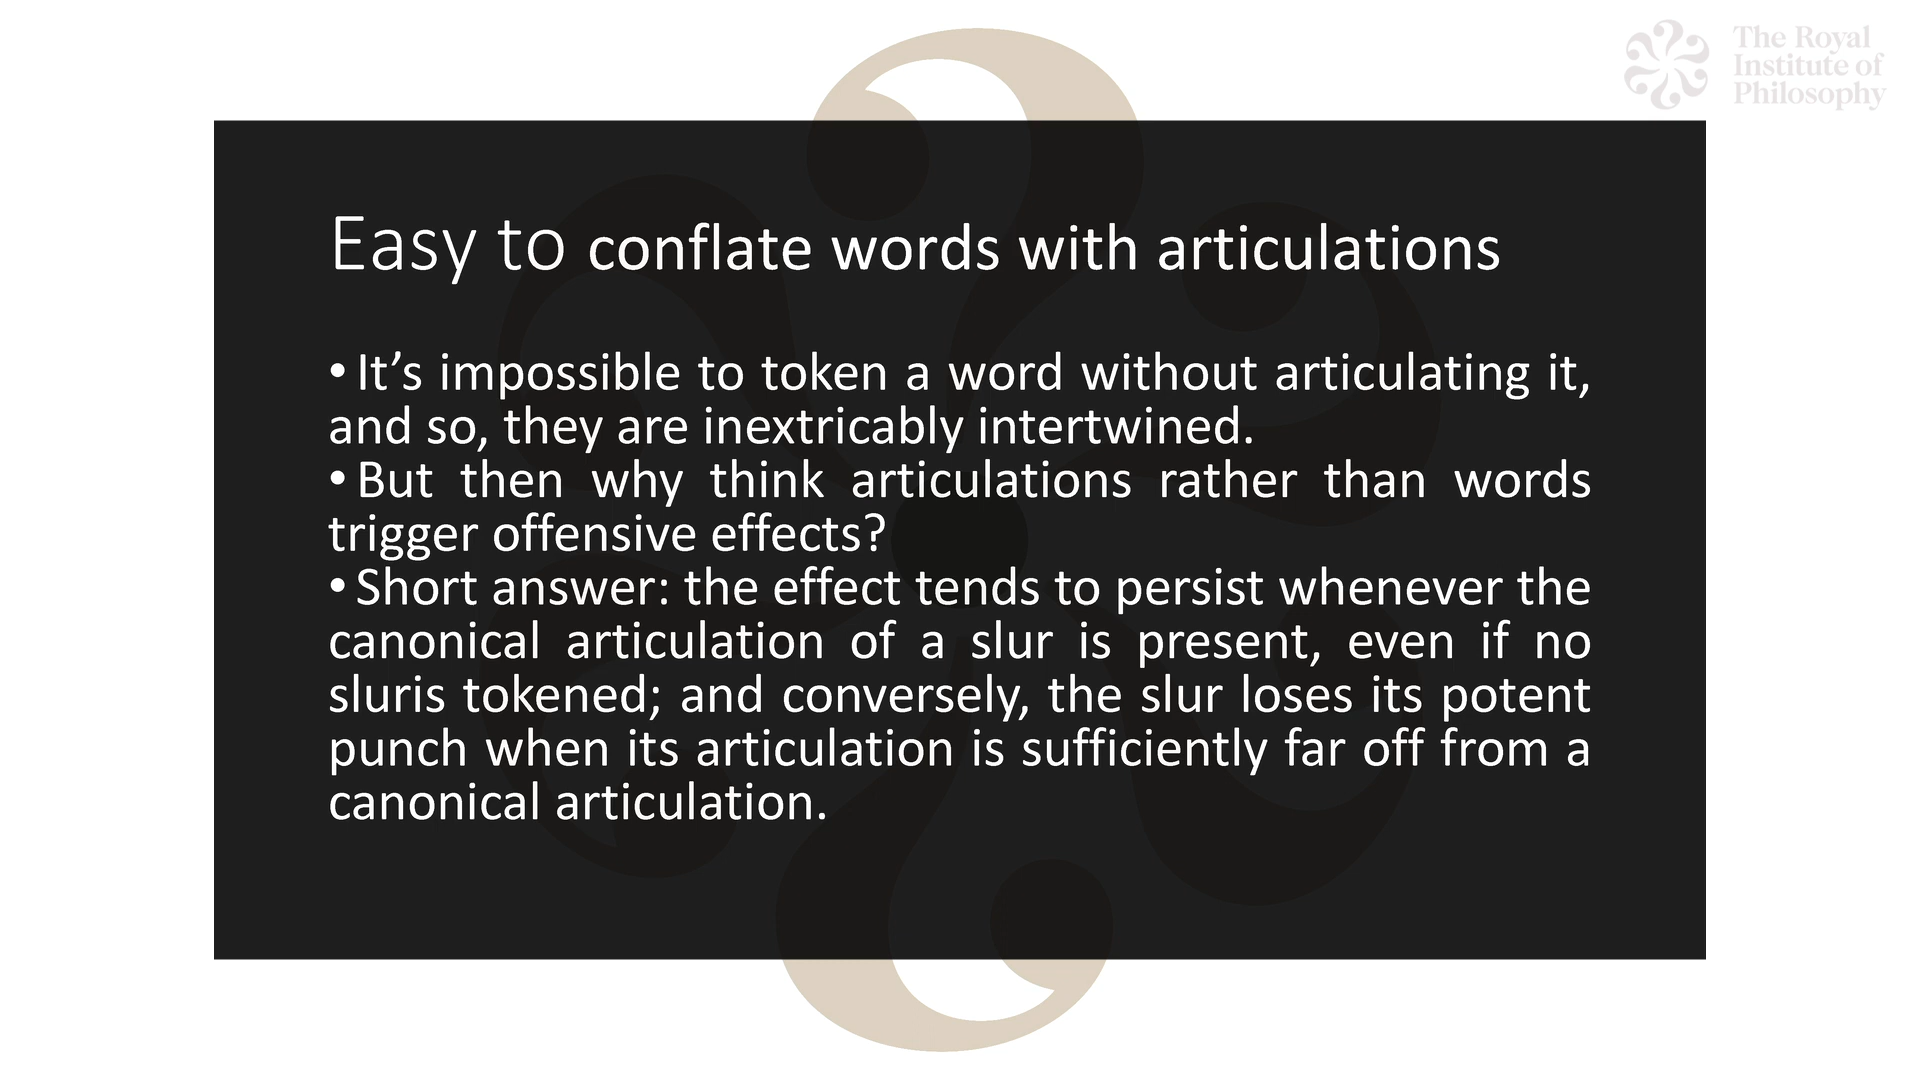 The Royal
Institute of
Philosophy
Easy to conflate words with articulations
• It’s impossible to token a word without articulating it,
and so, they are inextricably intertwined.
• But then why think articulations rather than words
trigger offensive effects?
• Short answer: the effect tends to persist whenever the
canonical articulation of a slur is present, even if no
sluris tokened; and conversely, the slur loses its potent
punch when its articulation is sufficiently far off from a
canonical articulation.